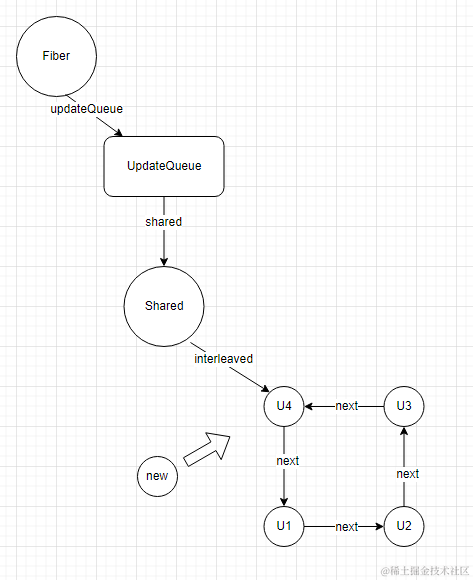 Fiber
updateQueue
UpdateQueue
shared
Shared
interleaved
U4
next
U3
next
next
new
U1
next
U2
@稀土掘金技术社区